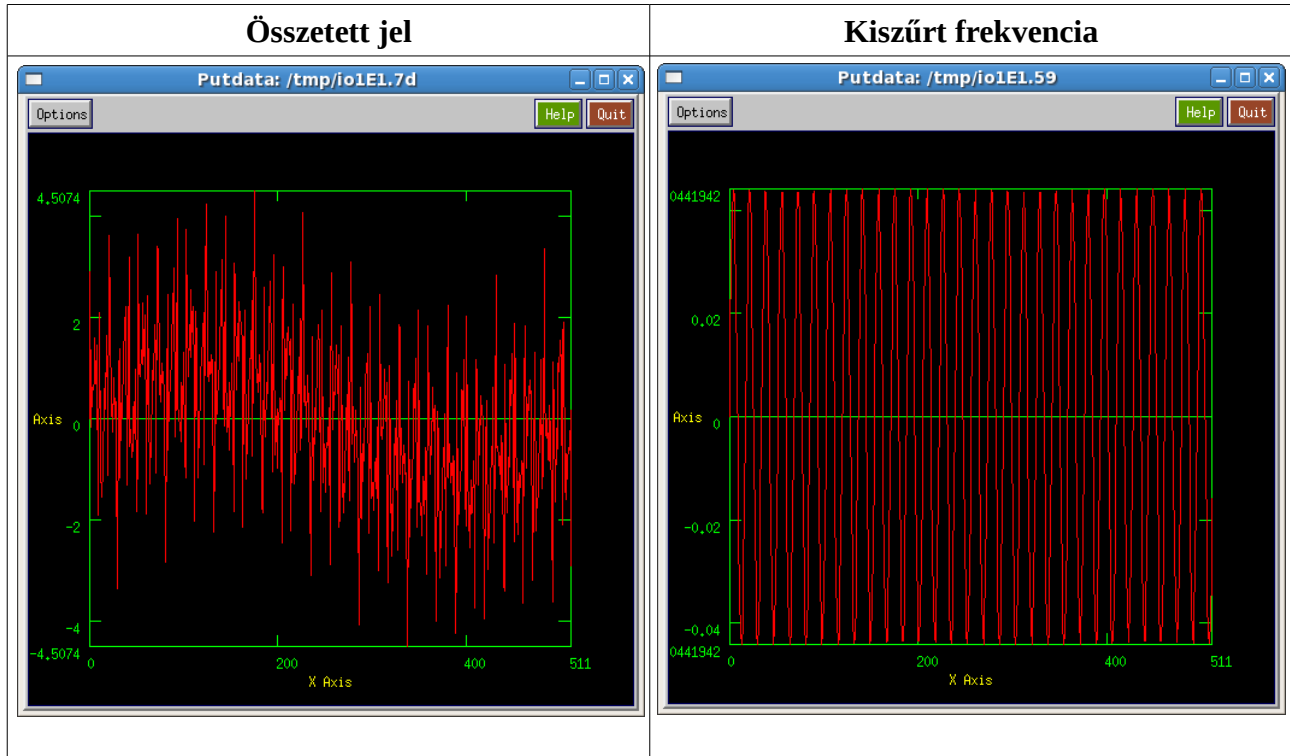 Összetett jel
Kiszűrt frekvencia
Putdata: /tmp/io1E1.7d
Options
Help
Quit
4.5074
2
Axis
0
-2
-4
-4.5074
0
200
400
511
X Axis
Putdata: /tmp/io1E1.59
Options
Help
Quit
0441942
0.02
Axis
0
-0.02
-0.04
0441942
0
200
400
511
X Axis